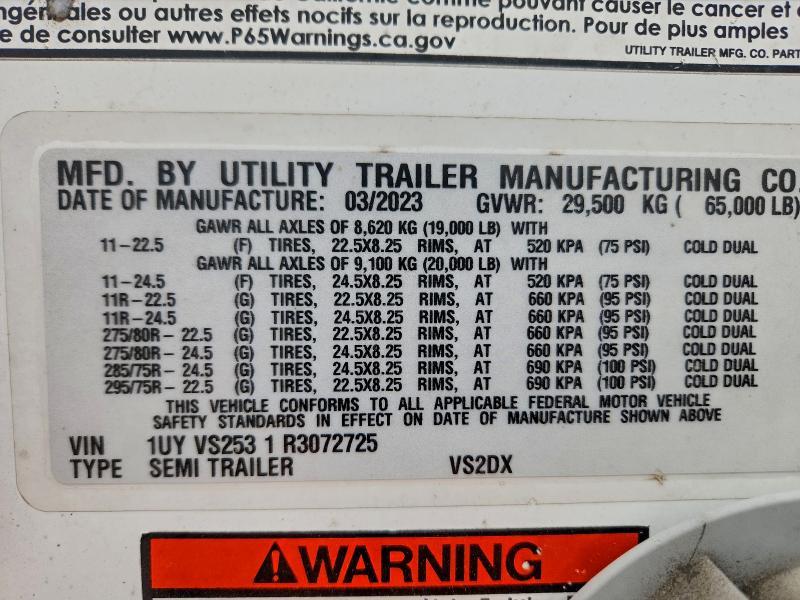 ngénitales ou autres effets nocifs sur la reproduction. Pour de plus amples
e de consulter www.P65Warnings.ca.gov
UTILITY TRAILER MFG. CO. PART
MFD. BY UTILITY TRAILER MANUFACTURING CO.
DATE OF MANUFACTURE: 03/2023 GVWR: 29,500 KG ( 65,000 LB)
GAWR ALL AXLES OF 8,620 KG (19,000 LB) WITH
11-22.5 (F) TIRES, 22.5X8.25 RIMS, AT 520 KPA (75 PSI) COLD DUAL
GAWR ALL AXLES OF 9,100 KG (20,000 LB) WITH
11-24.5 (F) TIRES, 24.5X8.25 RIMS, AT 520 KPA (75 PSI) COLD DUAL
11R-22.5 (G) TIRES, 22.5X8.25 RIMS, AT 660 KPA (95 PSI) COLD DUAL
11R-24.5 (G) TIRES, 24.5X8.25 RIMS, AT 660 KPA (95 PSI) COLD DUAL
275/80R-22.5 (G) TIRES, 22.5X8.25 RIMS, AT 660 KPA (95 PSI) COLD DUAL
275/80R-24.5 (G) TIRES, 24.5X8.25 RIMS, AT 660 KPA (95 PSI) COLD DUAL
285/75R-24.5 (G) TIRES, 24.5X8.25 RIMS, AT 690 KPA (100 PSI) COLD DUAL
295/75R-22.5 (G) TIRES, 22.5X8.25 RIMS, AT 690 KPA (100 PSI) COLD DUAL
THIS VEHICLE CONFORMS TO ALL APPLICABLE FEDERAL MOTOR VEHICLE
SAFETY STANDARDS IN EFFECT ON DATE OF MANUFACTURE SHOWN ABOVE
VIN 1UY VS253 1 R3072725
TYPE SEMI TRAILER VS2DX
WARNING